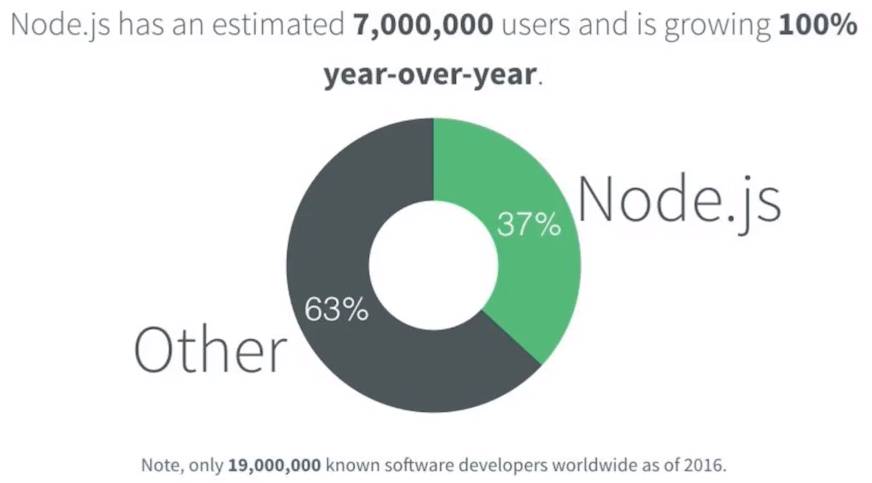 Node.js has an estimated 7,000,000 users and is growing 100%
year-over-year.
Node.js
37%
63%
Other
Note, only 19,000,000 known software developers worldwide as of 2016.